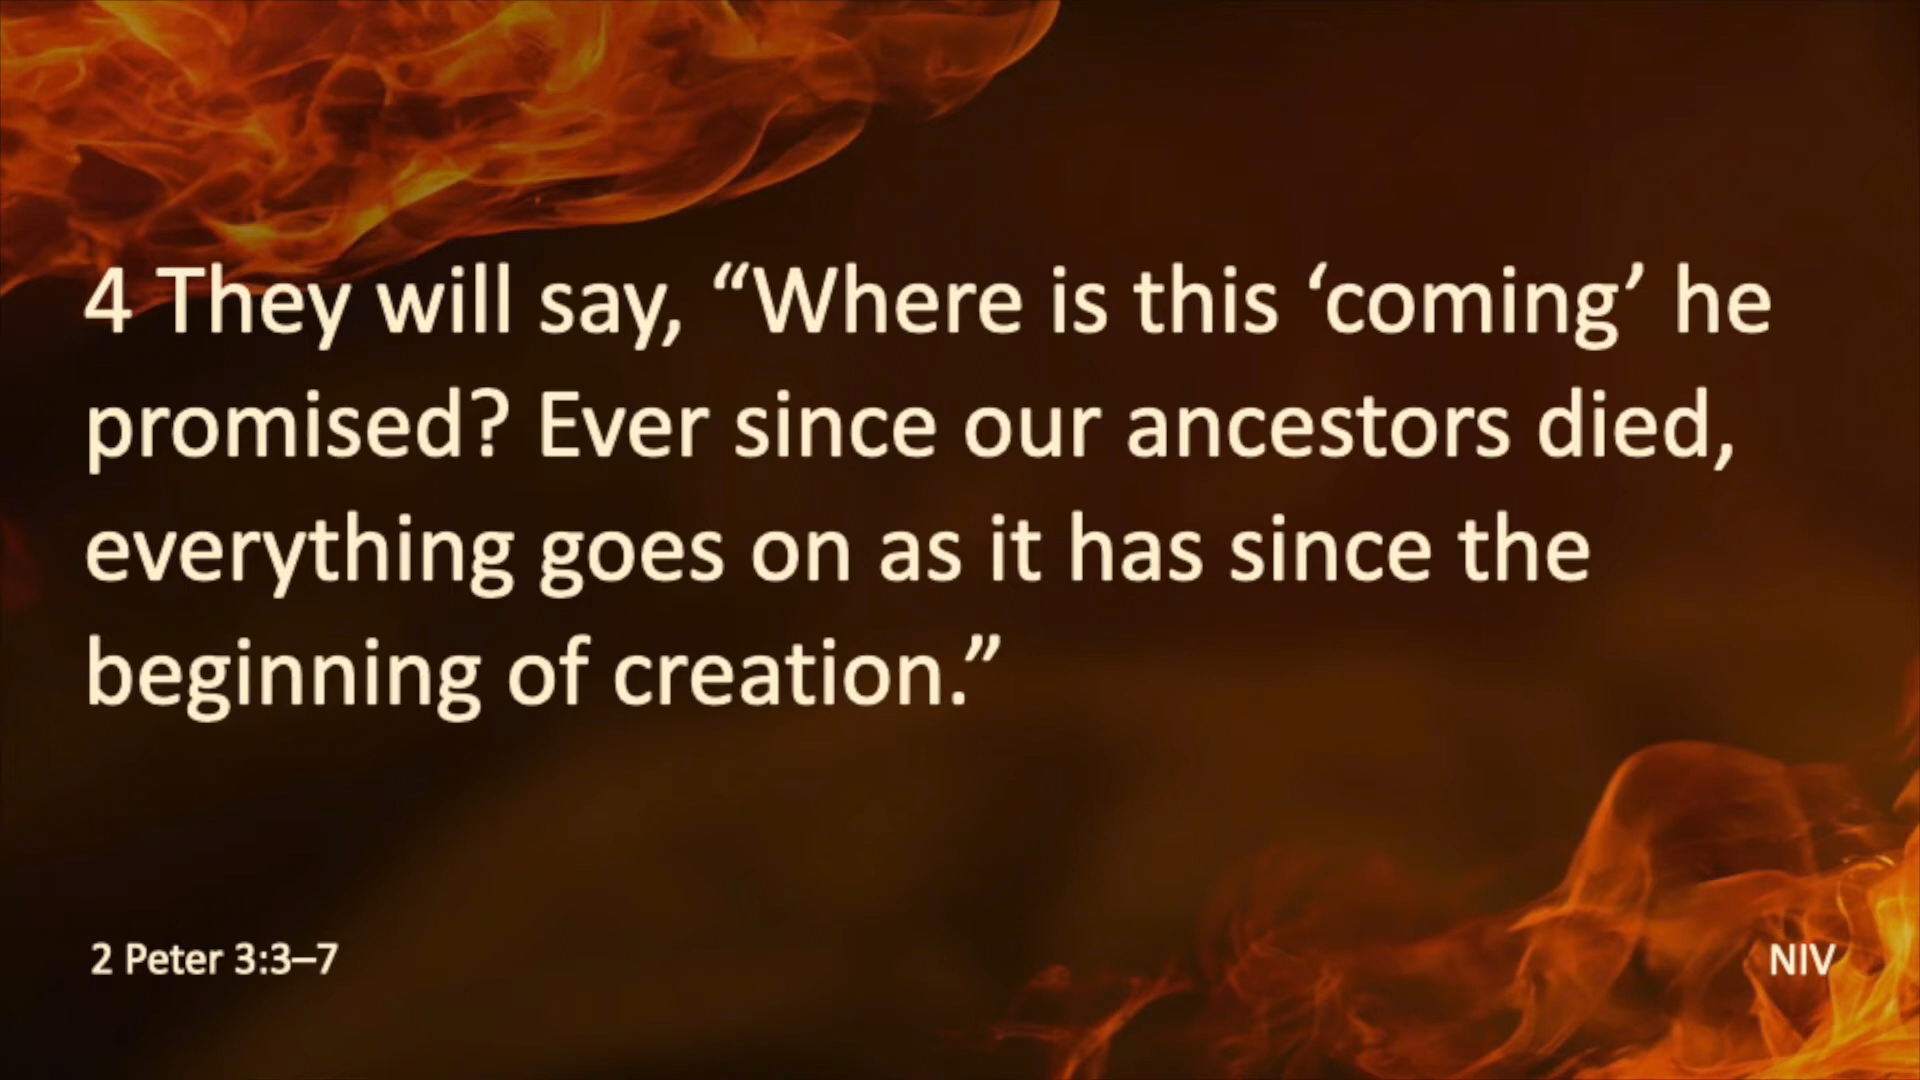 4 They will say, “Where is this ‘coming’ he
promised? Ever since our ancestors died,
everything goes on as it has since the
beginning of creation.”
2 Peter 3:3–7
NIV